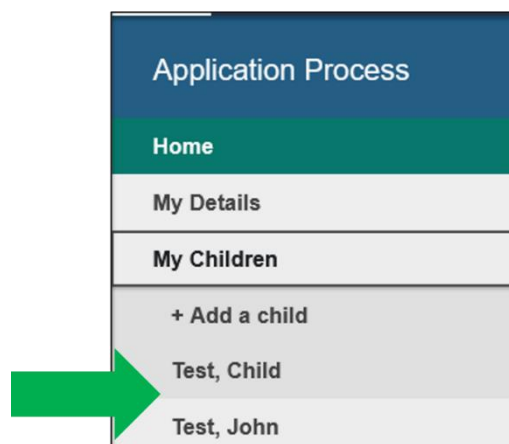 Application Process
Home
My Details
My Children
+ Add a child
Test, Child
Test, John